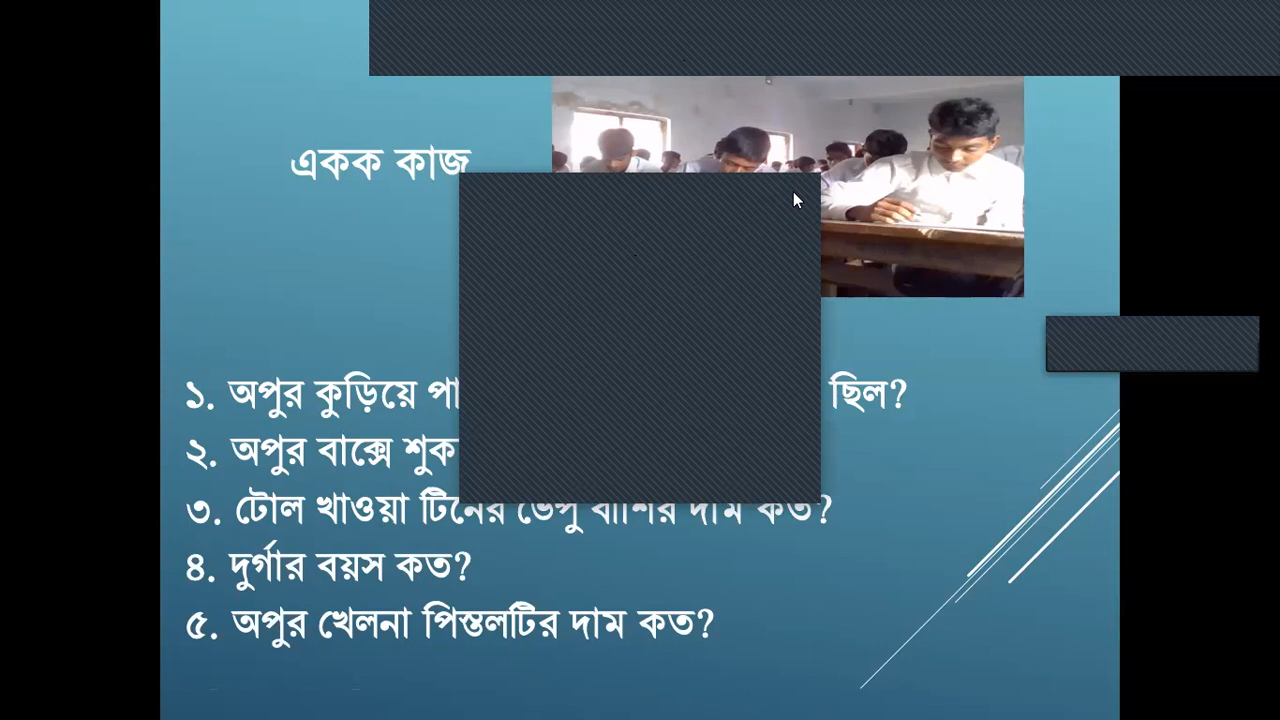 একক কাজ
১. অপুর কুড়িয়ে ছিল?
২. অপুর বাক্সে
৩. টোল খাওয়া টিনের ভেঁপু বাঁশির দাম কত?
৪. দুর্গার বয়স কত?
৫. অপুর খেলনা পিস্তলটির দাম কত?